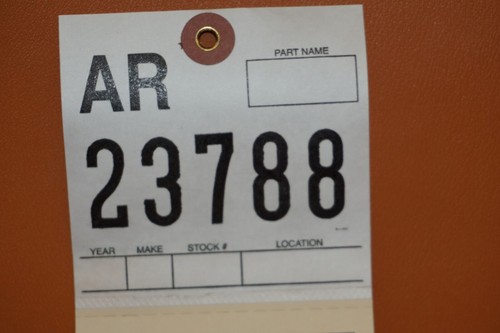 PART NAME
AR
23788
YEAR MAKE STOCK # LOCATION